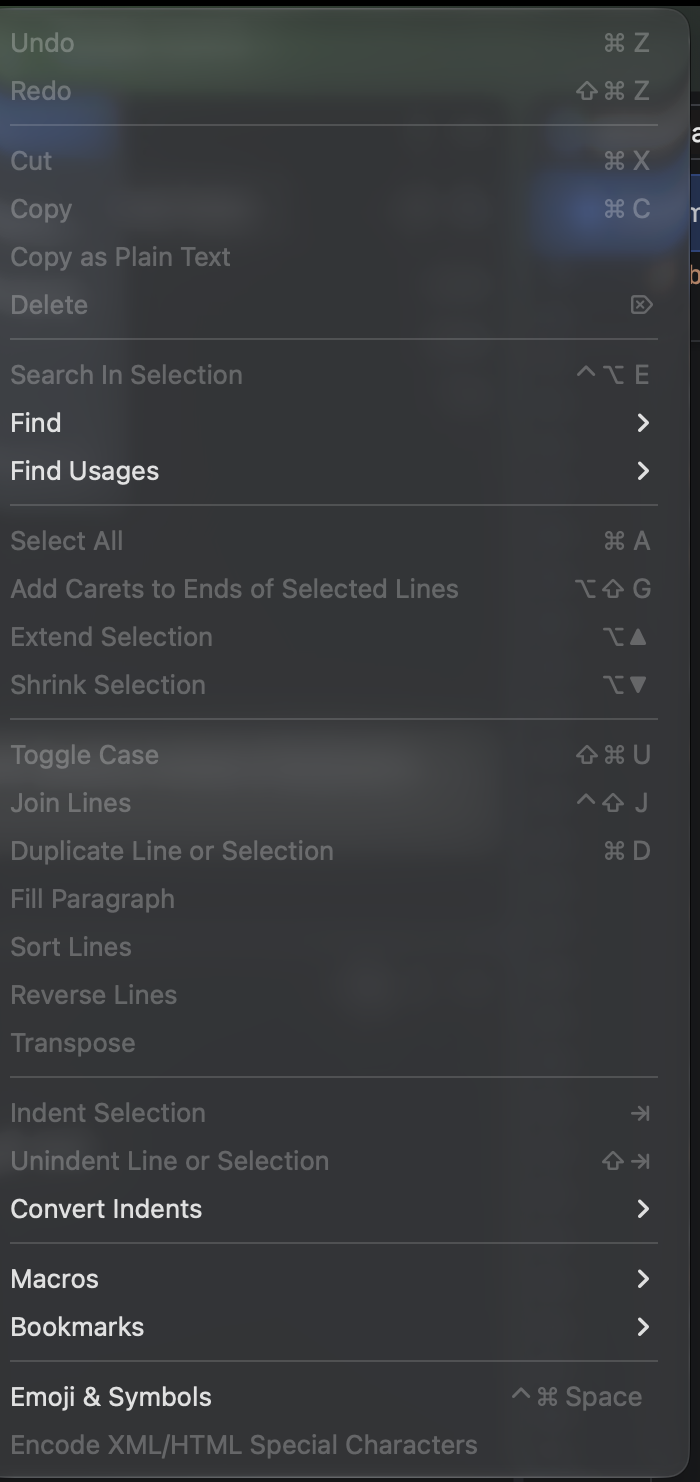 Undo ⌘ Z
Redo ⇧ ⌘ Z
Cut ⌘ X
Copy ⌘ C
Copy as Plain Text
Delete ⌦
Search In Selection ^ ⌥ E
Find >
Find Usages >
Select All ⌘ A
Add Carets to Ends of Selected Lines ⌥ ⇧ G
Extend Selection ⌥ ▲
Shrink Selection ⌥ ▼
Toggle Case ⇧ ⌘ U
Join Lines ^ ⇧ J
Duplicate Line or Selection ⌘ D
Fill Paragraph
Sort Lines
Reverse Lines
Transpose
Indent Selection ⇥
Unindent Line or Selection ⇧ ⇥
Convert Indents >
Macros >
Bookmarks >
Emoji & Symbols ^ ⌘ Space
Encode XML/HTML Special Characters